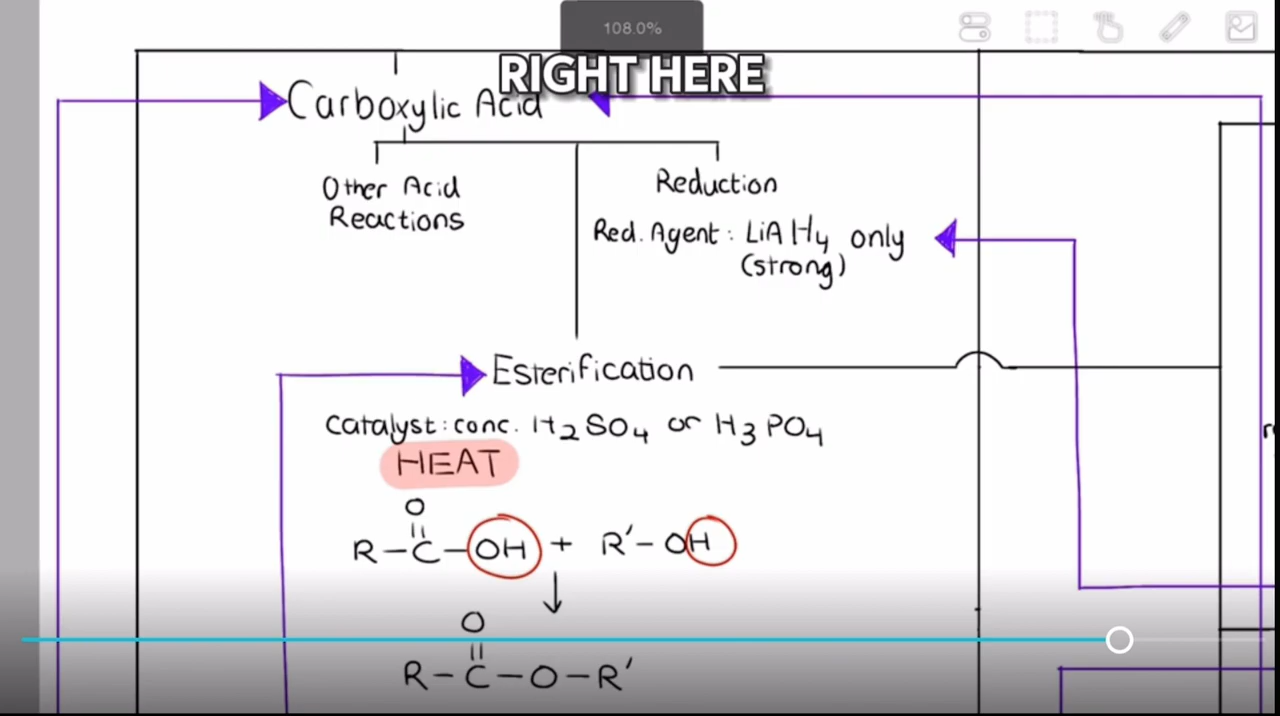 108.0%
RIGHT HERE
Carboxylic Acid
Other Acid
Reactions
Reduction
Red. Agent: LiAlH4 only
(strong)
Esterification
Catalyst: conc. H2SO4 or H3PO4
HEAT
O
||
R-C-OH + R'-OH
↓
O
||
R-C-O-R'